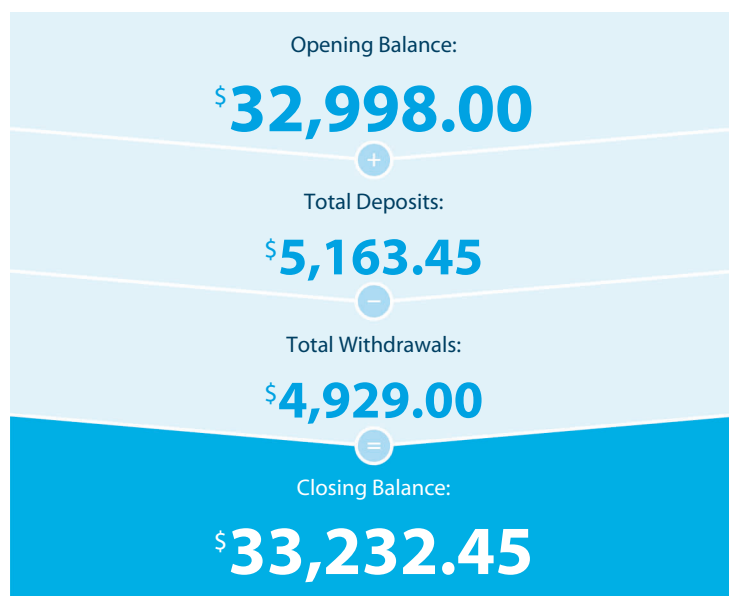 Opening Balance:
$32,998.00
+
Total Deposits:
$5,163.45
−
Total Withdrawals:
$4,929.00
=
Closing Balance:
$33,232.45